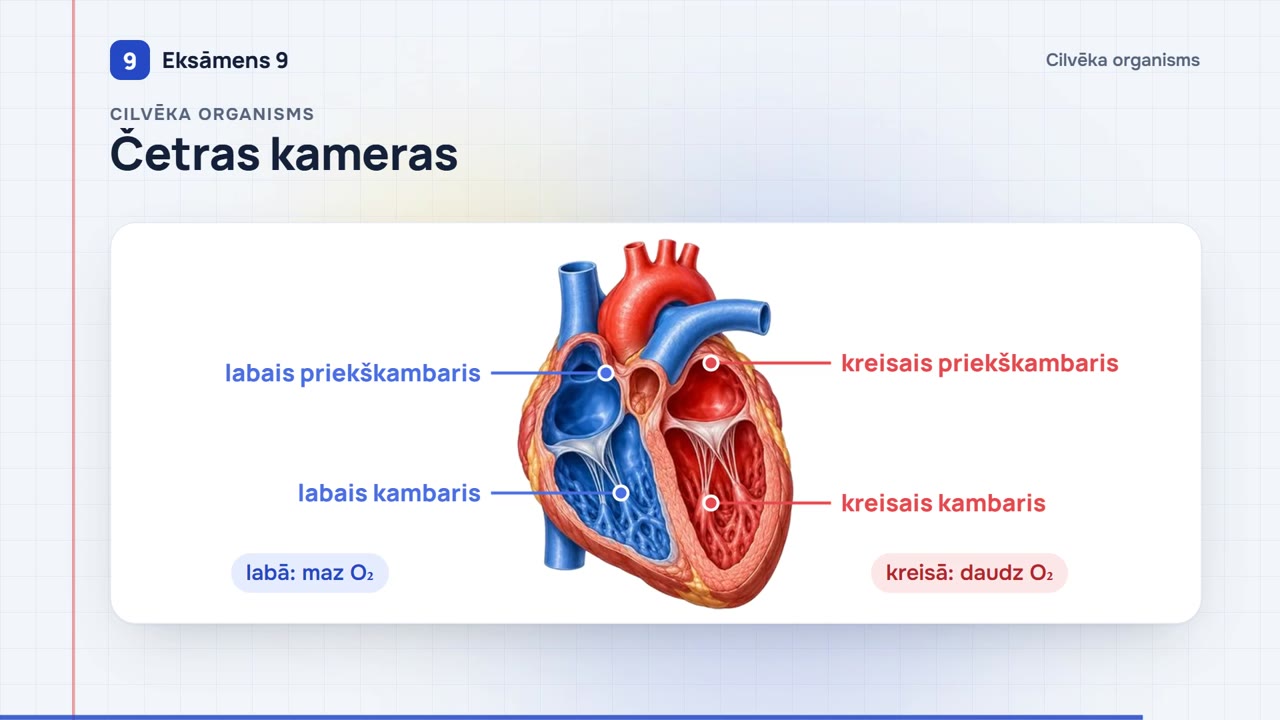 9 Eksāmens 9
Cilvēka organisms
CILVĒKA ORGANISMS
Četras kameras
labais priekškambaris
kreisais priekškambaris
labais kambaris
kreisais kambaris
labā: maz O₂
kreisā: daudz O₂